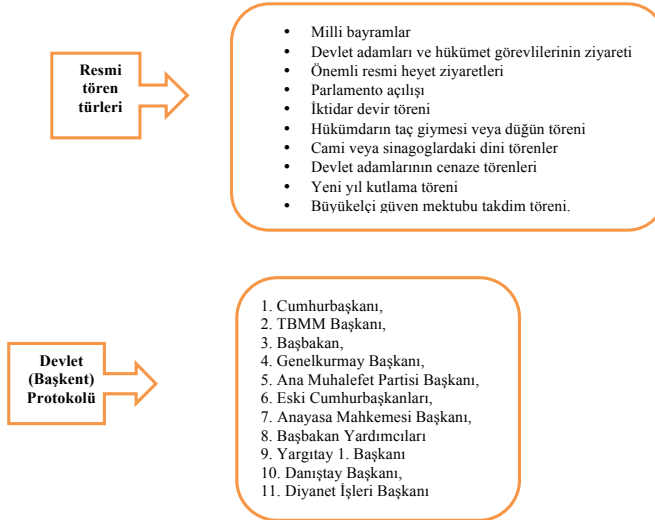 Resmi
tören
türleri
• Milli bayramlar
• Devlet adamları ve hükümet görevlilerinin ziyareti
• Önemli resmi heyet ziyaretleri
• Parlamento açılışı
• İktidar devir töreni
• Hükümdarın taç giymesi veya düğün töreni
• Cami veya sinagoglardaki dini törenler
• Devlet adamlarının cenaze törenleri
• Yeni yıl kutlama töreni
• Büyükelçi güven mektubu takdim töreni.
Devlet
(Başkent)
Protokolü
1. Cumhurbaşkanı,
2. TBMM Başkanı,
3. Başbakan,
4. Genelkurmay Başkanı,
5. Ana Muhalefet Partisi Başkanı,
6. Eski Cumhurbaşkanları,
7. Anayasa Mahkemesi Başkanı,
8. Başbakan Yardımcıları
9. Yargıtay 1. Başkanı
10. Danıştay Başkanı,
11. Diyanet İşleri Başkanı